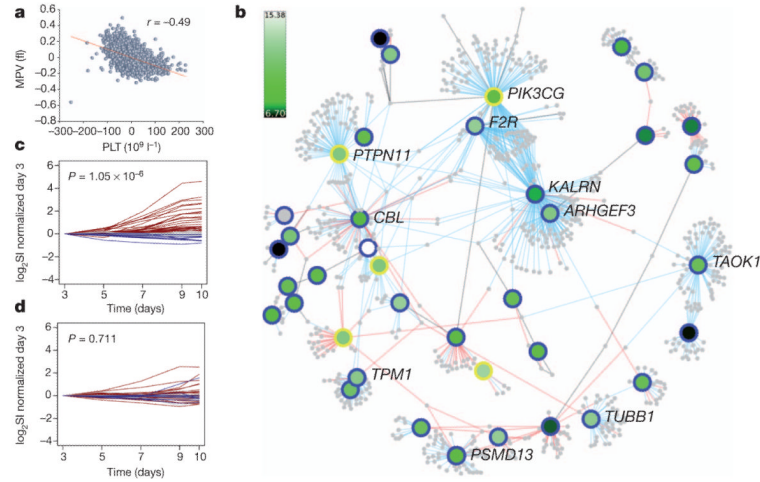 a
r = −0.49
MPV (fl)
0.6
0.4
0.2
0
−0.2
−0.4
−0.6
−0.8
−300 −200 −100 0 100 200 300
PLT (10⁹ l⁻¹)
b
15.38
6.70
PIK3CG
F2R
PTPN11
KALRN
ARHGEF3
CBL
TAOK1
TPM1
TUBB1
PSMD13
c
P = 1.05 × 10⁻⁶
log₂SI normalized day 3
6
4
2
0
−2
−4
3 5 7 9 10
Time (days)
d
P = 0.711
log₂SI normalized day 3
6
4
2
0
−2
−4
3 5 7 9 10
Time (days)